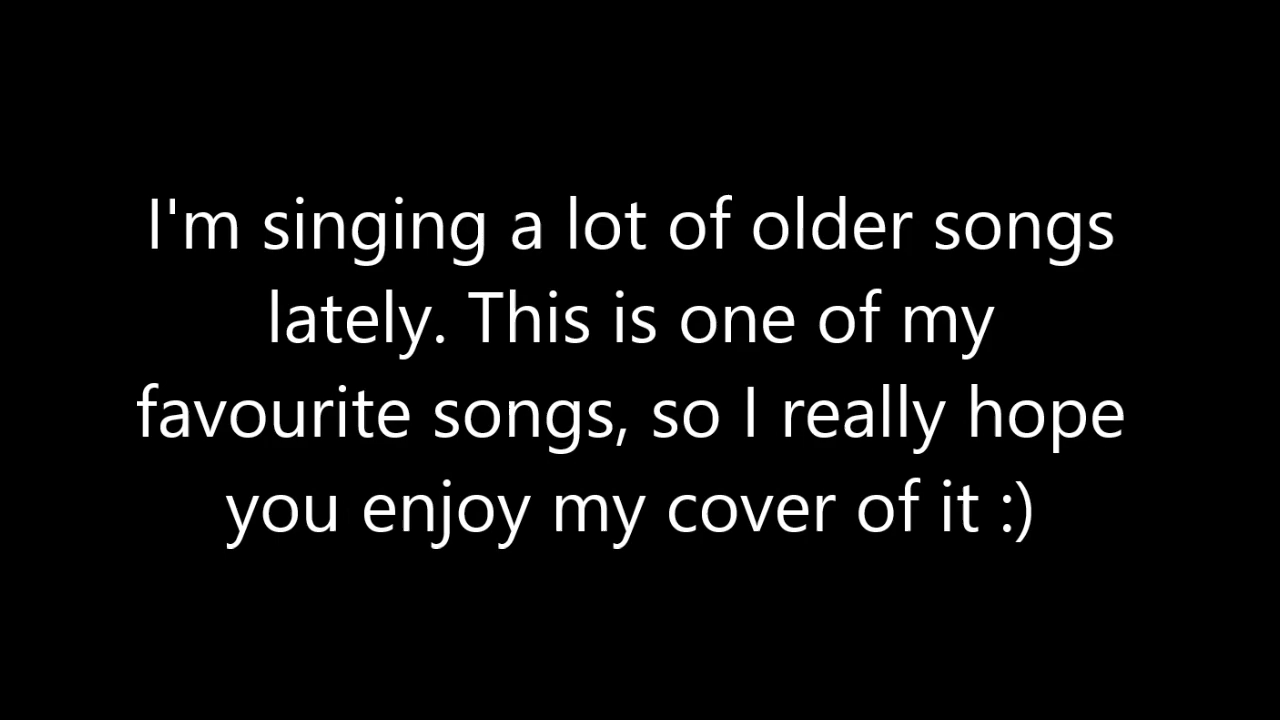 I'm singing a lot of older songs
lately. This is one of my
favourite songs, so I really hope
you enjoy my cover of it :)